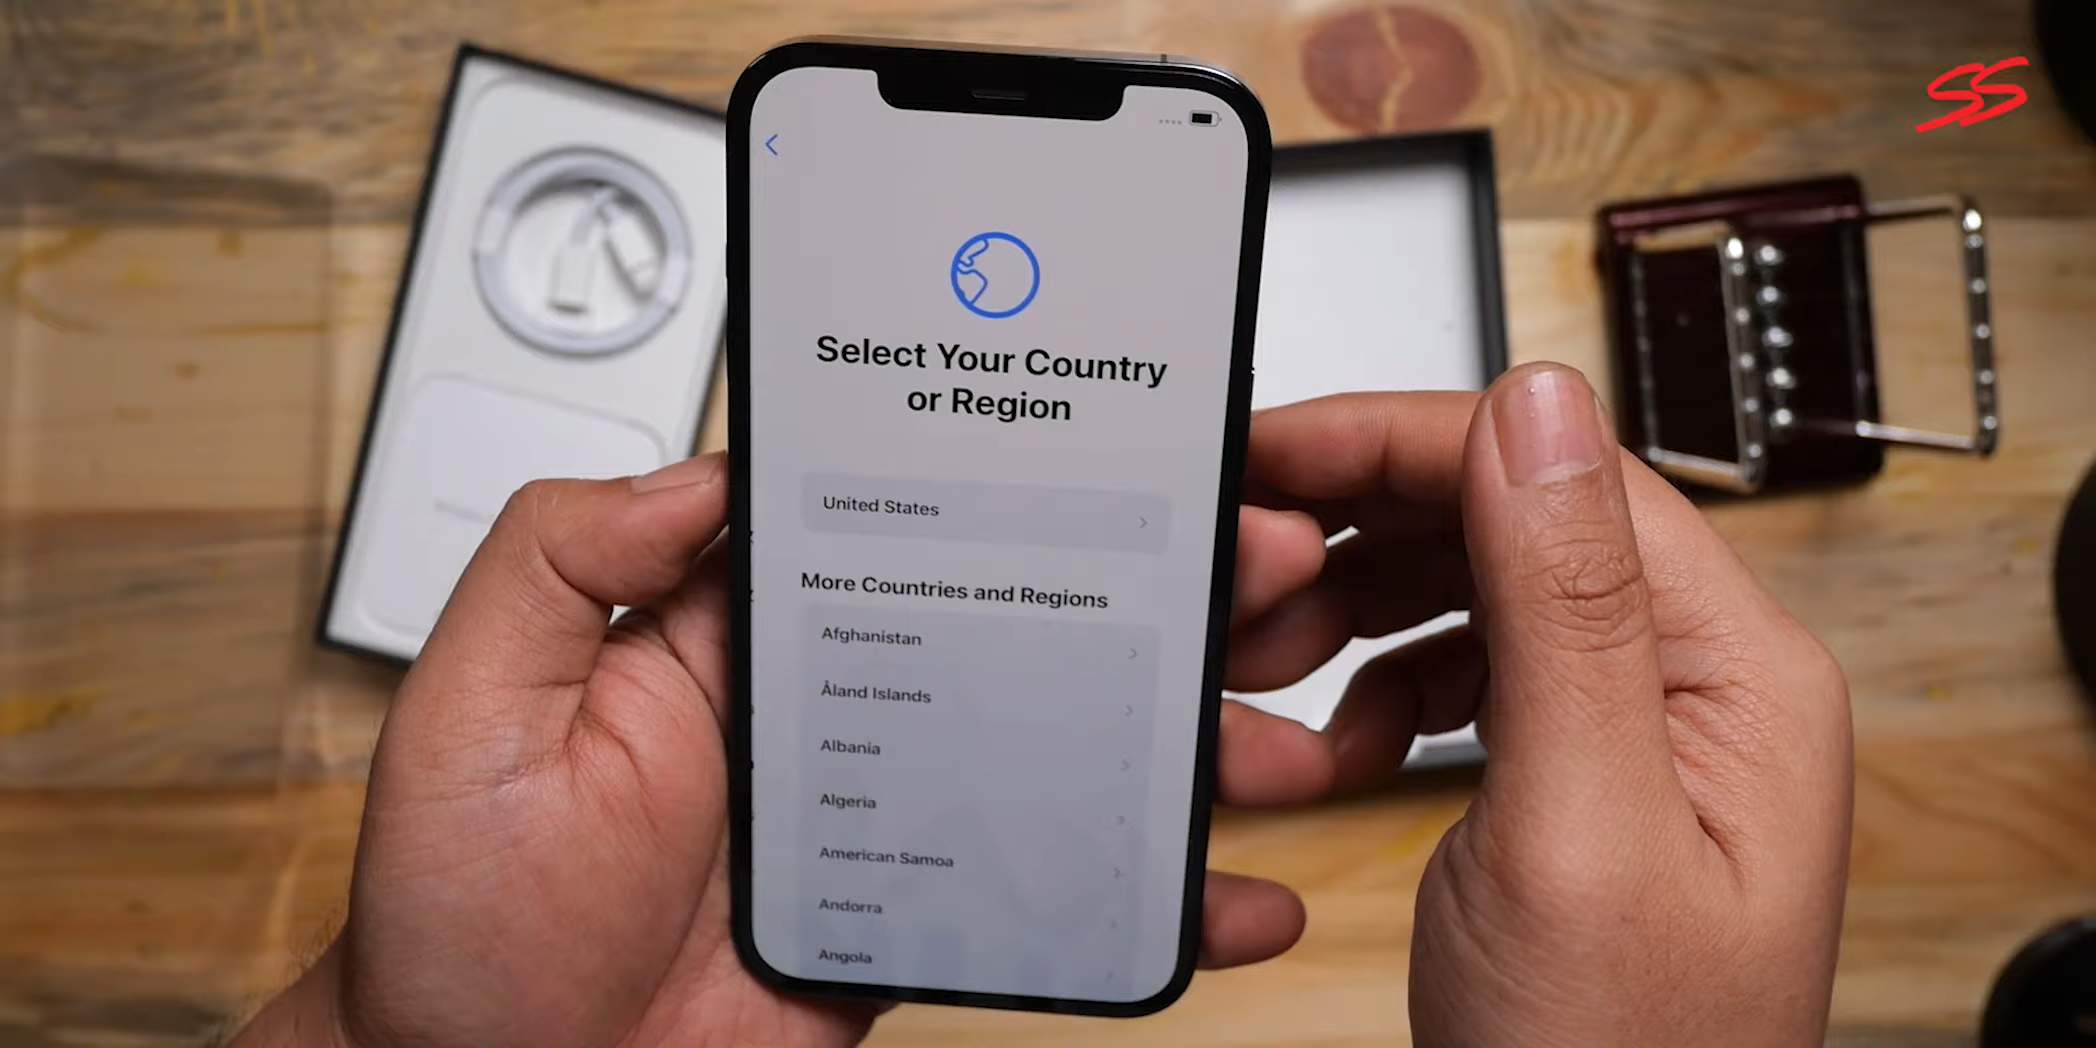 SS
Select Your Country
or Region
United States
More Countries and Regions
Afghanistan
Åland Islands
Albania
Algeria
American Samoa
Andorra
Angola